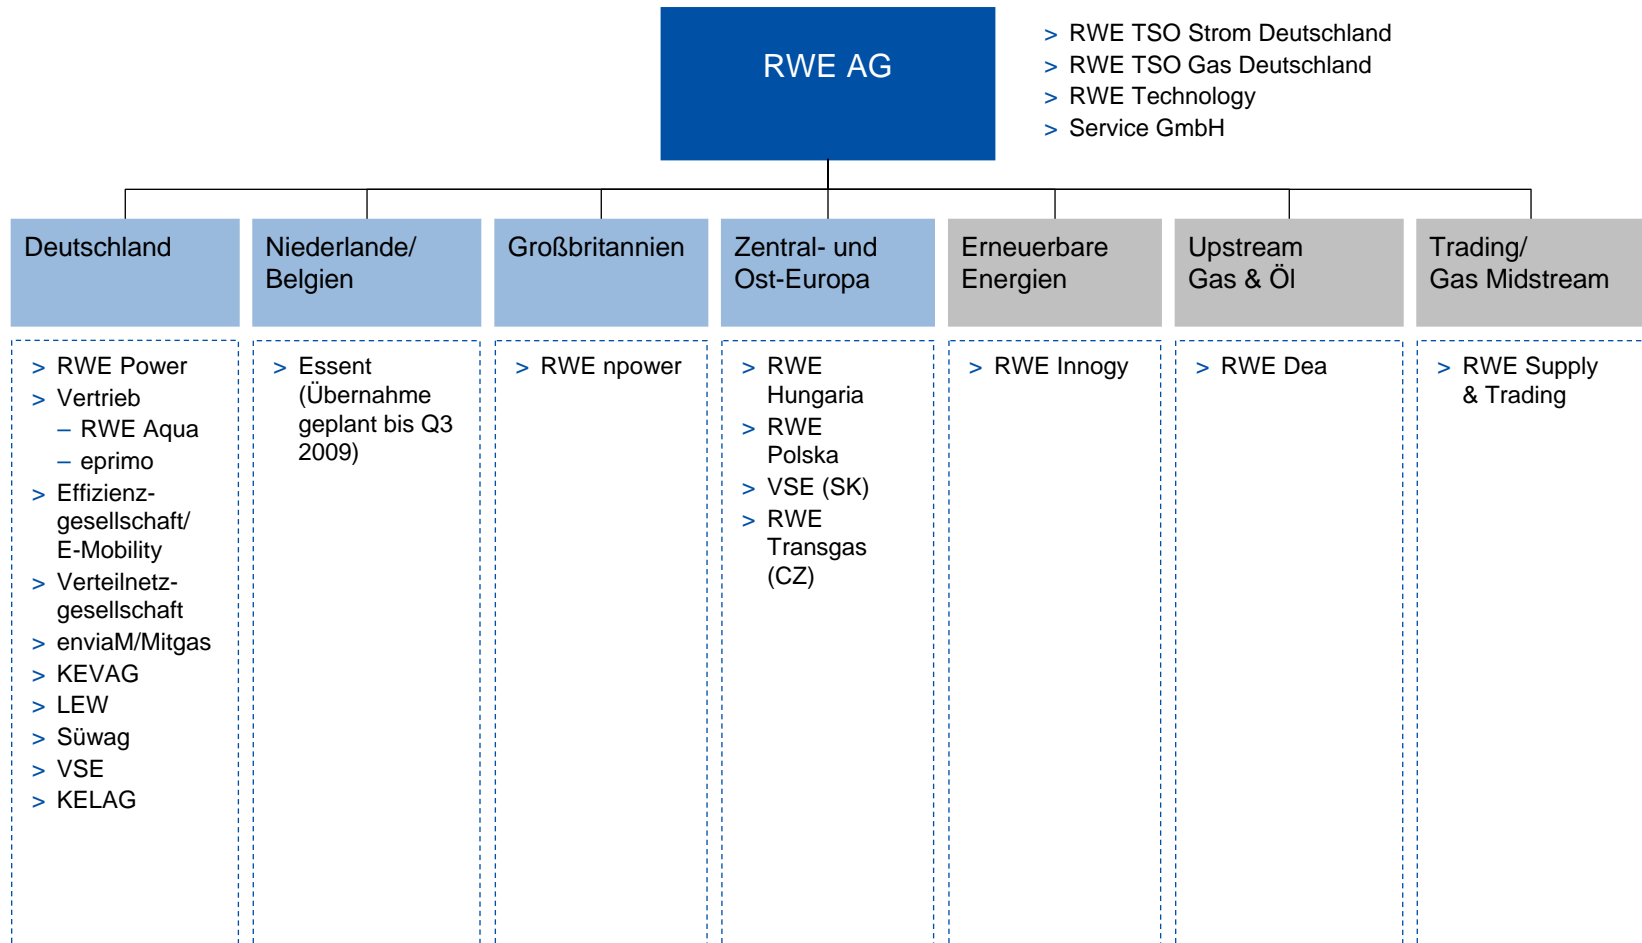 RWE AG
> RWE TSO Strom Deutschland
> RWE TSO Gas Deutschland
> RWE Technology
> Service GmbH
Deutschland
Niederlande/
Belgien
Großbritannien
Zentral- und
Ost-Europa
Erneuerbare
Energien
Upstream
Gas & Öl
Trading/
Gas Midstream
> RWE Power
> Vertrieb
– RWE Aqua
– eprimo
> Effizienz-
gesellschaft/
E-Mobility
> Verteilnetz-
gesellschaft
> enviaM/Mitgas
> KEVAG
> LEW
> Süwag
> VSE
> KELAG
> Essent
(Übernahme
geplant bis Q3
2009)
> RWE npower
> RWE
Hungaria
> RWE
Polska
> VSE (SK)
> RWE
Transgas
(CZ)
> RWE Innogy
> RWE Dea
> RWE Supply
& Trading